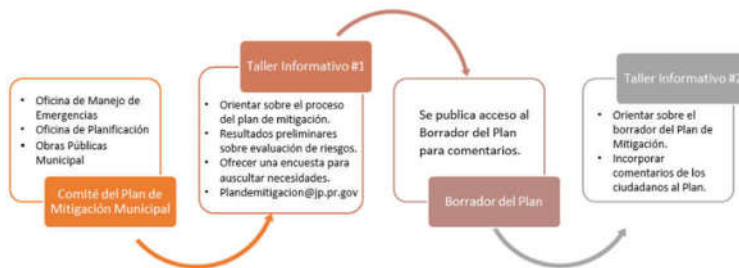 • Oficina de Manejo de
Emergencias
• Oficina de Planificación
• Obras Públicas
Municipal
Comité del Plan de
Mitigación Municipal
Taller Informativo #1
• Orientar sobre el proceso
del plan de mitigación.
• Resultados preliminares
sobre evaluación de riesgos.
• Ofrecer una encuesta para
auscultar necesidades.
• Plandemitigacion@jp.pr.gov
Se publica acceso al
Borrador del Plan
para comentarios.
Borrador del Plan
Taller Informativo #2
• Orientar sobre el
borrador del Plan de
Mitigación.
• Incorporar
comentarios de los
ciudadanos al Plan.